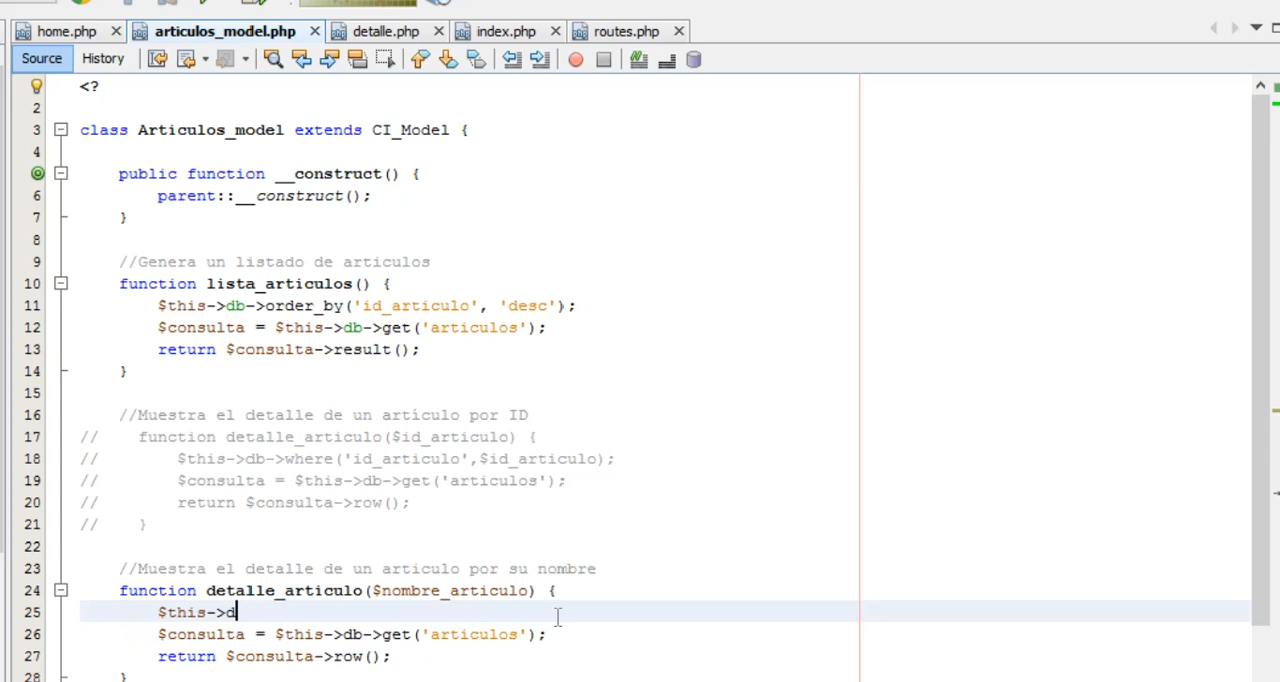 home.php articulos_model.php detalle.php index.php routes.php
Source History
<?
2
3 class Articulos_model extends CI_Model {
4
public function __construct() {
6 parent::__construct();
7 }
8
9 //Genera un listado de articulos
10 function lista_articulos() {
11 $this->db->order_by('id_articulo', 'desc');
12 $consulta = $this->db->get('articulos');
13 return $consulta->result();
14 }
15
16 //Muestra el detalle de un artículo por ID
17 // function detalle_articulo($id_articulo) {
18 // $this->db->where('id_articulo',$id_articulo);
19 // $consulta = $this->db->get('articulos');
20 // return $consulta->row();
21 // }
22
23 //Muestra el detalle de un articulo por su nombre
24 function detalle_articulo($nombre_articulo) {
25 $this->d
26 $consulta = $this->db->get('articulos');
27 return $consulta->row();
28 }